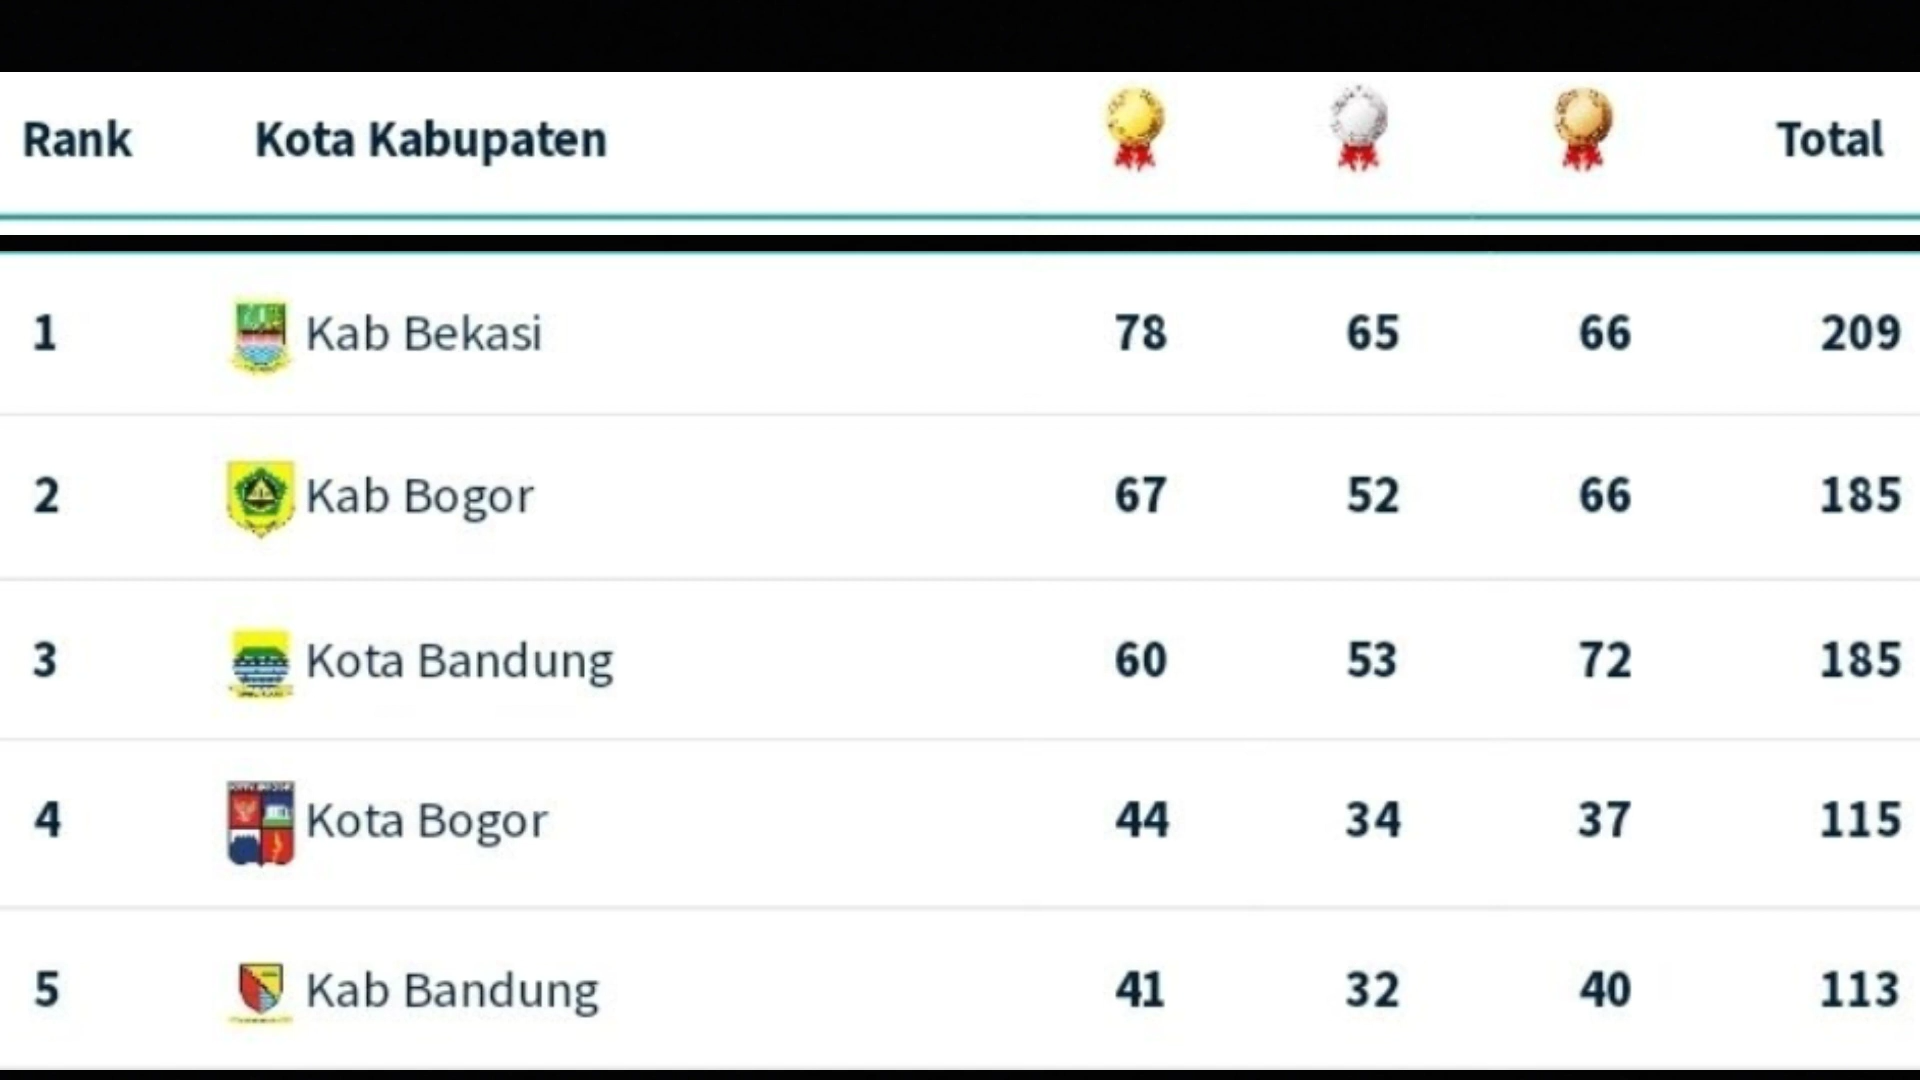 Rank Kota Kabupaten Total
1 Kab Bekasi 78 65 66 209
2 Kab Bogor 67 52 66 185
3 Kota Bandung 60 53 72 185
4 Kota Bogor 44 34 37 115
5 Kab Bandung 41 32 40 113